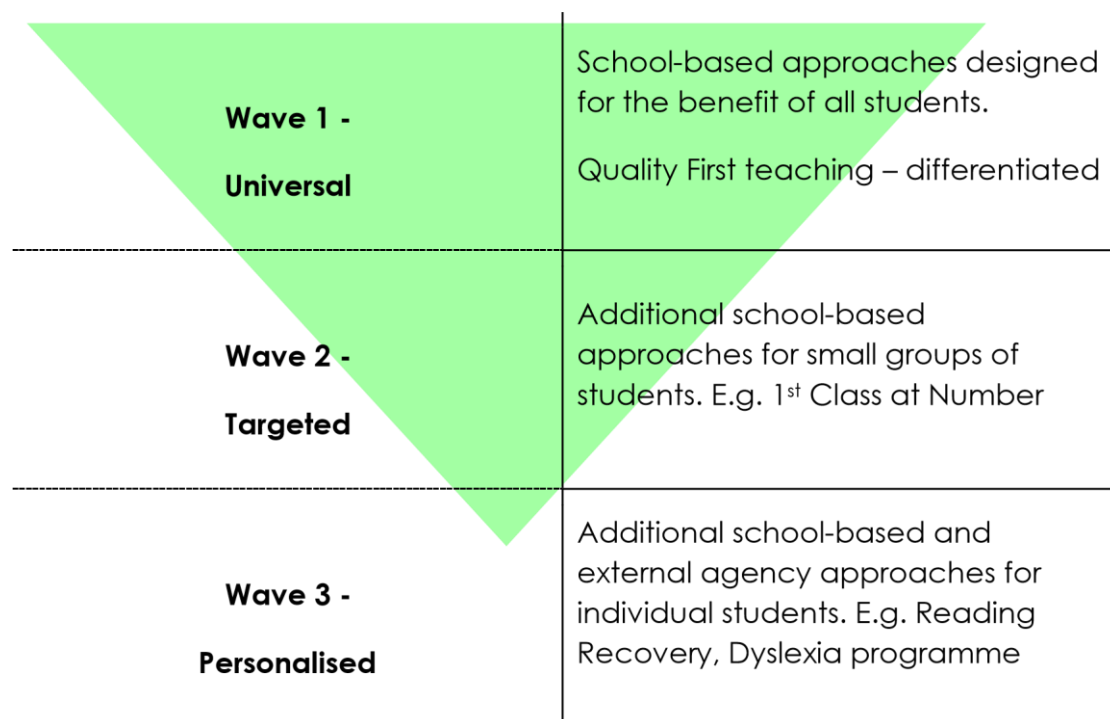 Wave 1 -
Universal
School-based approaches designed
for the benefit of all students.
Quality First teaching – differentiated
Wave 2 -
Targeted
Additional school-based
approaches for small groups of
students. E.g. 1st Class at Number
Wave 3 -
Personalised
Additional school-based and
external agency approaches for
individual students. E.g. Reading
Recovery, Dyslexia programme